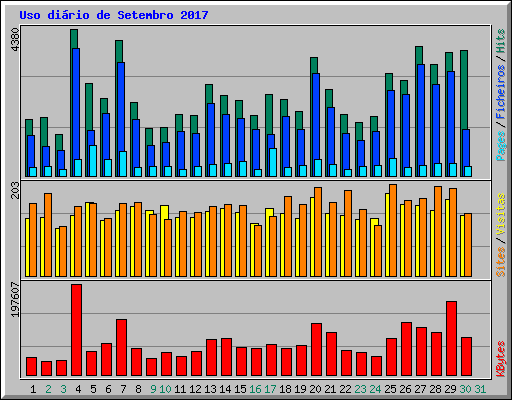 Uso diário de Setembro 2017
4380
Pages / Ficheiros / Hits
203
Sites / Visitas
197607
KBytes
1 2 3 4 5 6 7 8 9 10 11 12 13 14 15 16 17 18 19 20 21 22 23 24 25 26 27 28 29 30 31